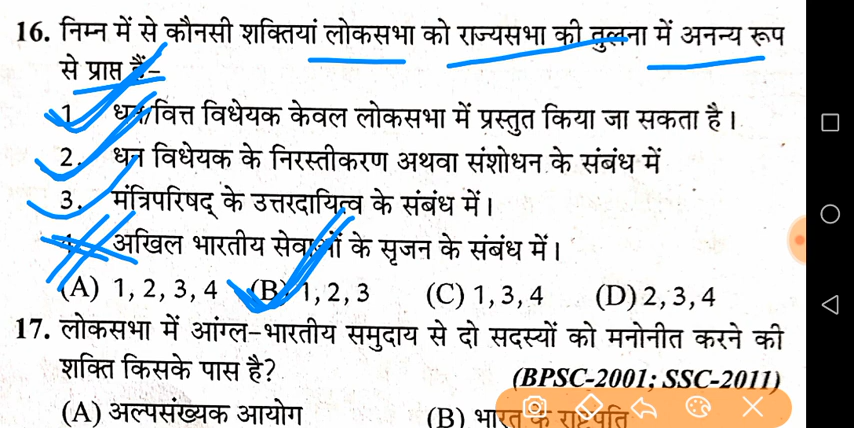 16. निम्न में से कौनसी शक्तियां लोकसभा को राज्यसभा की तुलना में अनन्य रूप
से प्राप्त हैं–
1. धन/वित्त विधेयक केवल लोकसभा में प्रस्तुत किया जा सकता है।
2. धन विधेयक के निरस्तीकरण अथवा संशोधन के संबंध में
3. मंत्रिपरिषद् के उत्तरदायित्व के संबंध में।
4. अखिल भारतीय सेवाओं के सृजन के संबंध में।
(A) 1, 2, 3, 4 (B) 1, 2, 3 (C) 1, 3, 4 (D) 2, 3, 4
17. लोकसभा में आंग्ल-भारतीय समुदाय से दो सदस्यों को मनोनीत करने की
शक्ति किसके पास है?
(BPSC-2001; SSC-2011)
(A) अल्पसंख्यक आयोग (B) भारत के राष्ट्रपति